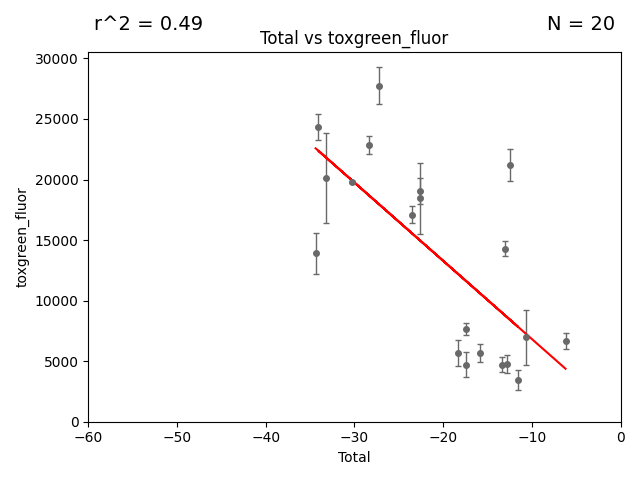 r^2 = 0.49
N = 20
Total vs toxgreen_fluor
30000
25000
20000
15000
10000
5000
0
toxgreen_fluor
−60 −50 −40 −30 −20 −10 0
Total